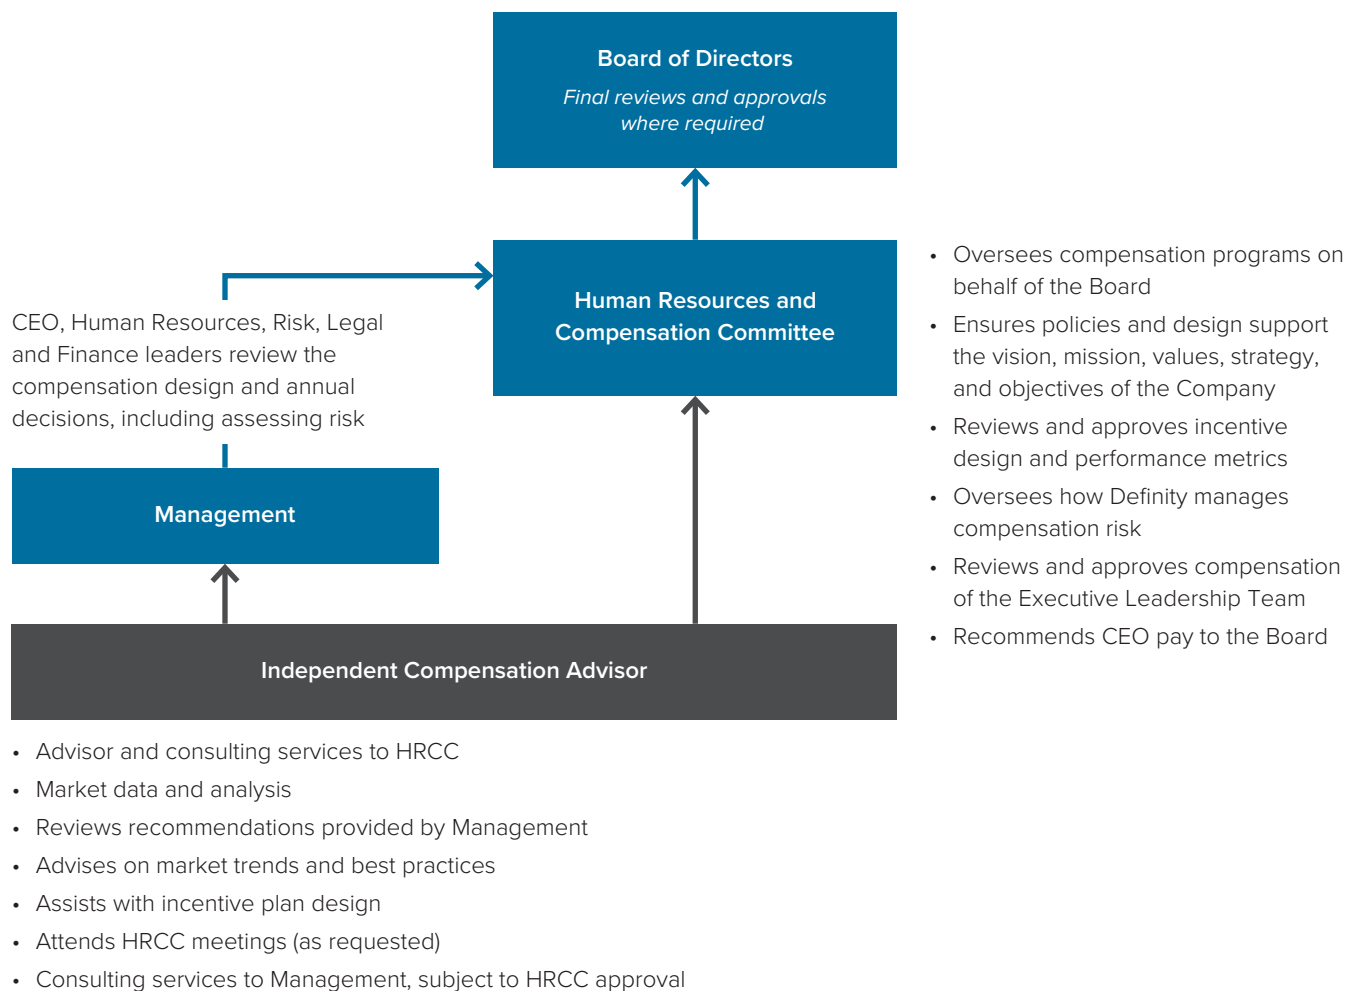 Board of Directors
Final reviews and approvals
where required
Human Resources and
Compensation Committee
• Oversees compensation programs on
behalf of the Board
• Ensures policies and design support
the vision, mission, values, strategy,
and objectives of the Company
• Reviews and approves incentive
design and performance metrics
• Oversees how Definity manages
compensation risk
• Reviews and approves compensation
of the Executive Leadership Team
• Recommends CEO pay to the Board
CEO, Human Resources, Risk, Legal
and Finance leaders review the
compensation design and annual
decisions, including assessing risk
Management
Independent Compensation Advisor
• Advisor and consulting services to HRCC
• Market data and analysis
• Reviews recommendations provided by Management
• Advises on market trends and best practices
• Assists with incentive plan design
• Attends HRCC meetings (as requested)
• Consulting services to Management, subject to HRCC approval